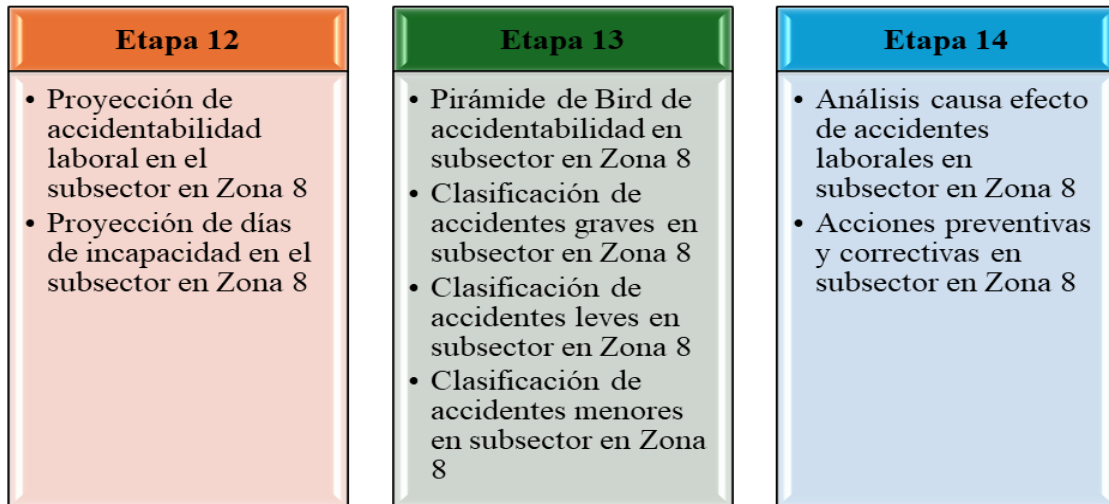 Etapa 12
• Proyección de
accidentabilidad
laboral en el
subsector en Zona 8
• Proyección de días
de incapacidad en el
subsector en Zona 8
Etapa 13
• Pirámide de Bird de
accidentabilidad en
subsector en Zona 8
• Clasificación de
accidentes graves en
subsector en Zona 8
• Clasificación de
accidentes leves en
subsector en Zona 8
• Clasificación de
accidentes menores
en subsector en Zona
8
Etapa 14
• Análisis causa efecto
de accidentes
laborales en
subsector en Zona 8
• Acciones preventivas
y correctivas en
subsector en Zona 8